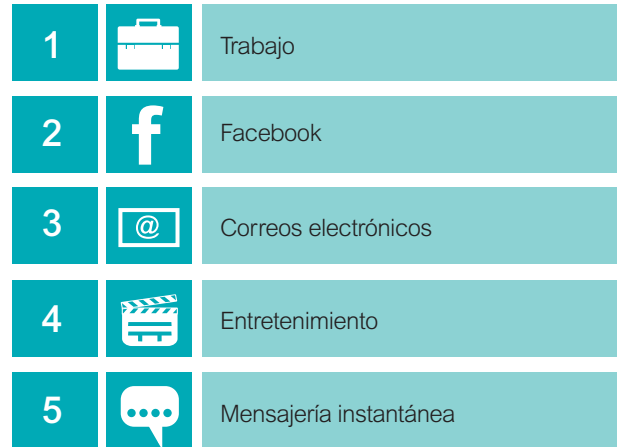 1 Trabajo
2 f Facebook
3 @ Correos electrónicos
4 Entretenimiento
5 Mensajería instantánea